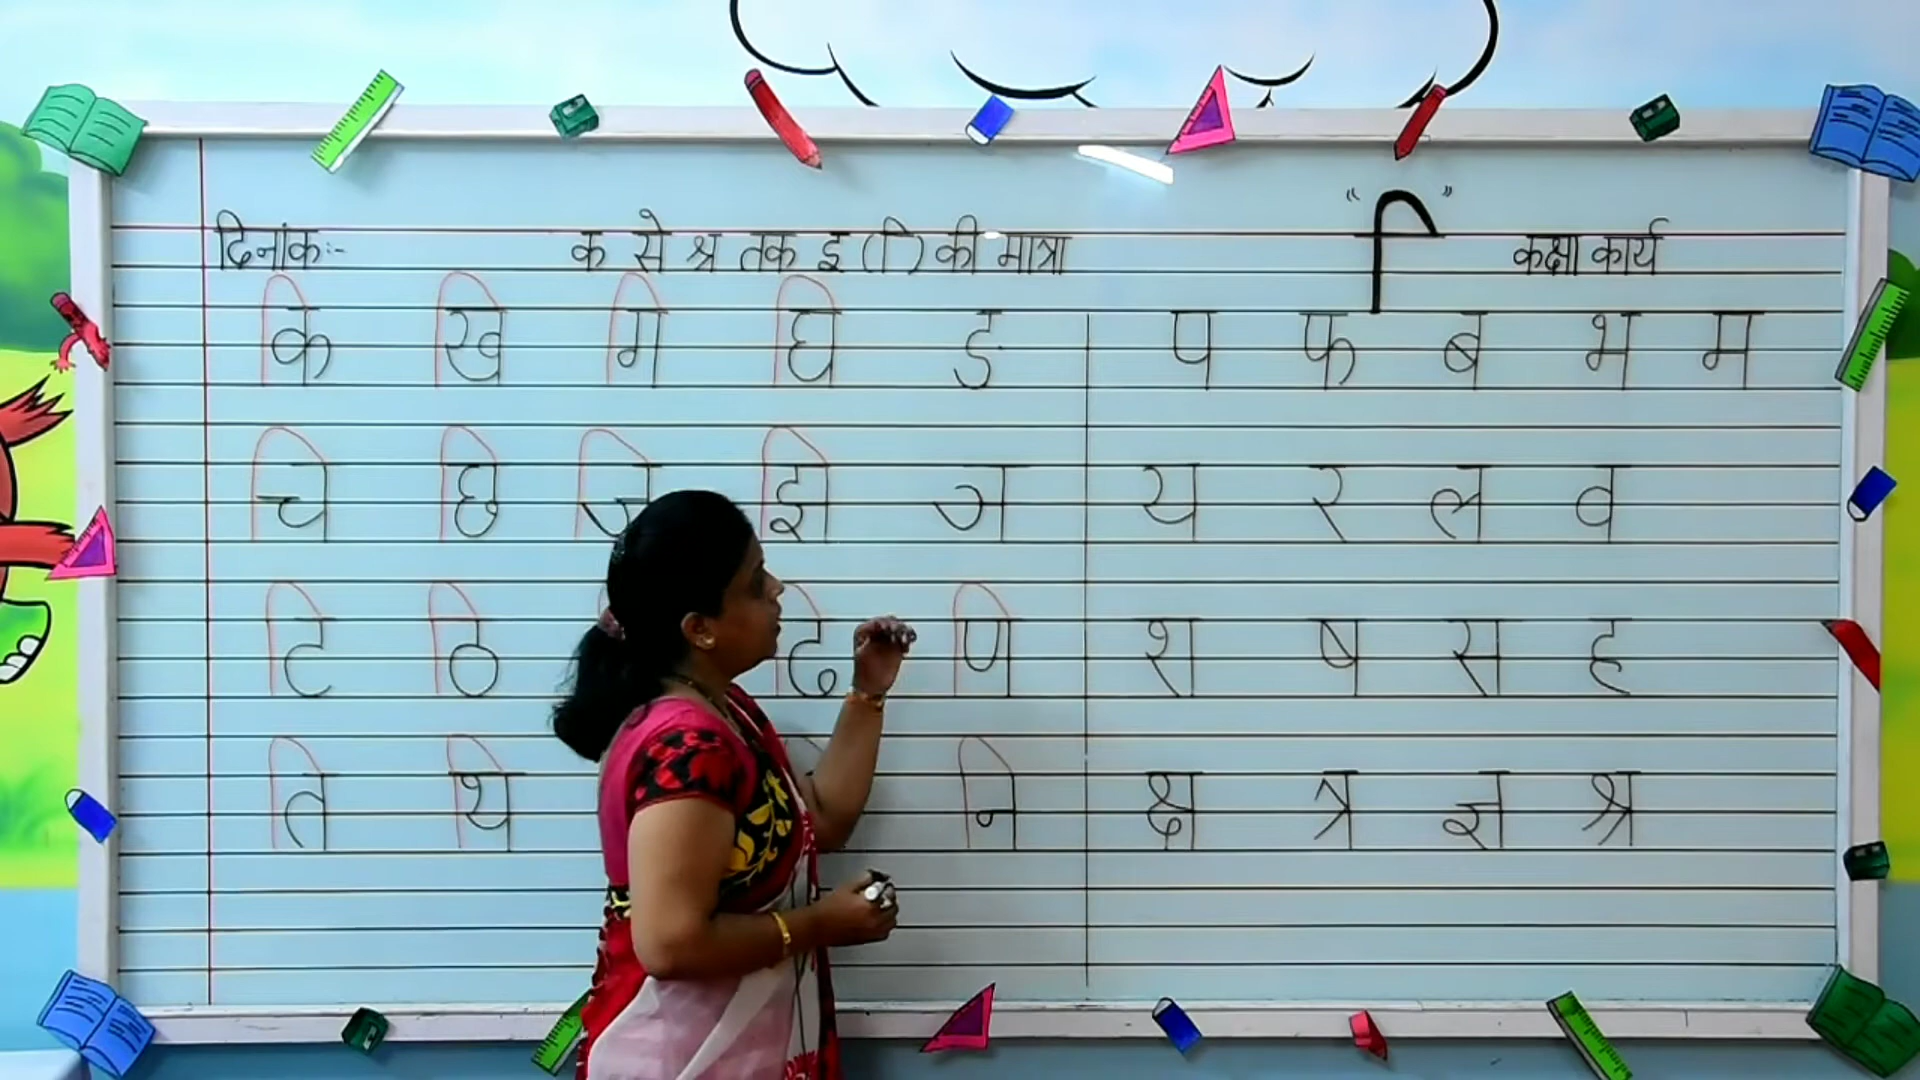 दिनांक:- क से श्र तक इ (ि) की मात्रा "ि" कक्षा कार्य
कि खि गि घि ङ प फ ब भ म
चि छि जि झि ञ य र ल व
टि ठि ढि णि श ष स ह
ति थि नि क्ष त्र ज्ञ श्र